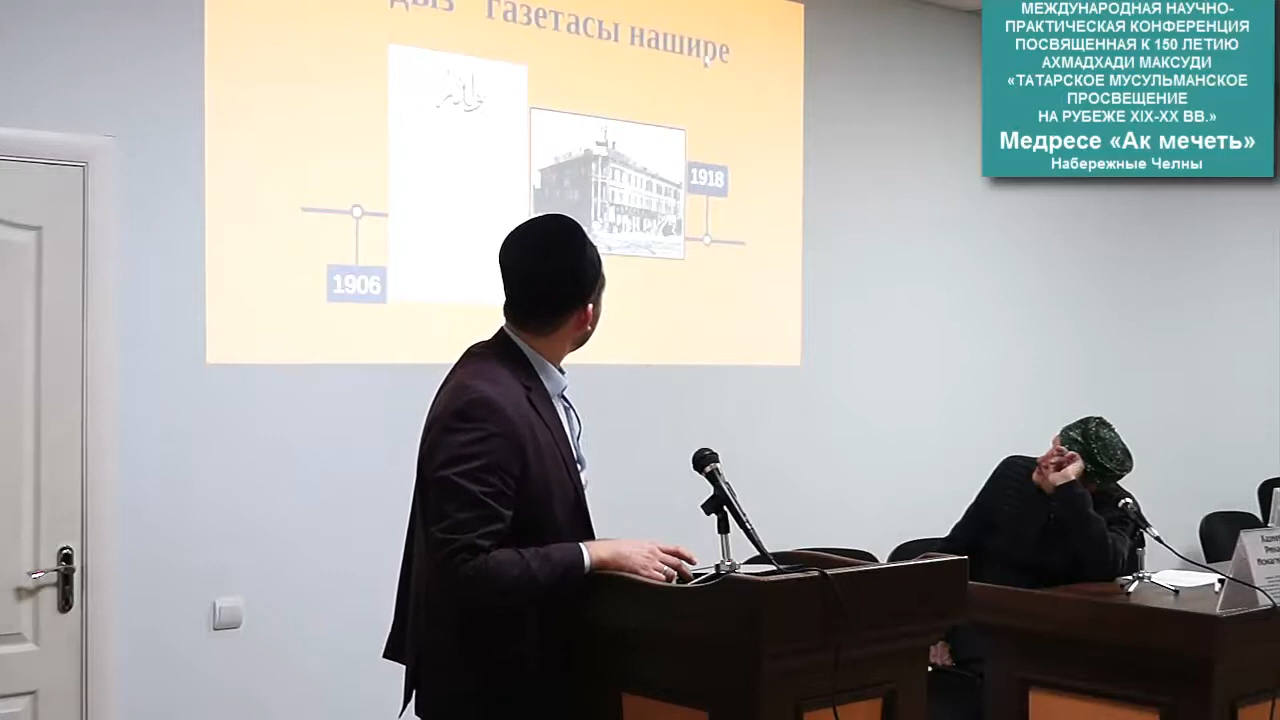 газетасы нашире
1918
1906
МЕЖДУНАРОДНАЯ НАУЧНО-
ПРАКТИЧЕСКАЯ КОНФЕРЕНЦИЯ
ПОСВЯЩЕННАЯ К 150 ЛЕТИЮ
АХМАДХАДИ МАКСУДИ
«ТАТАРСКОЕ МУСУЛЬМАНСКОЕ
ПРОСВЕЩЕНИЕ
НА РУБЕЖЕ XIX-XX ВВ.»
Медресе «Ак мечеть»
Набережные Челны